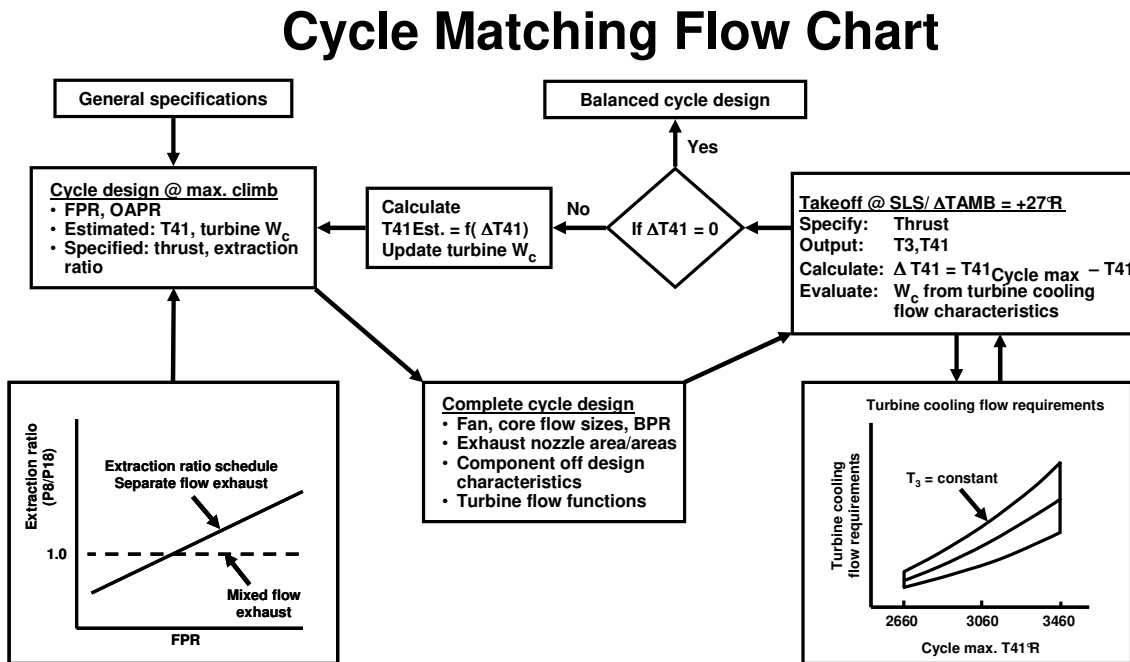 Cycle Matching Flow Chart
General specifications
Balanced cycle design
Yes
Cycle design @ max. climb
• FPR, OAPR
• Estimated: T41, turbine Wc
• Specified: thrust, extraction
ratio
Calculate
T41Est. = f( ΔT41)
Update turbine Wc
No
If ΔT41 = 0
Takeoff @ SLS/ ΔTAMB = +27°R
Specify: Thrust
Output: T3,T41
Calculate: Δ T41 = T41Cycle max – T41
Evaluate: Wc from turbine cooling
flow characteristics
Complete cycle design
• Fan, core flow sizes, BPR
• Exhaust nozzle area/areas
• Component off design
characteristics
• Turbine flow functions
Extraction ratio
(P8/P18)
Extraction ratio schedule
Separate flow exhaust
1.0
Mixed flow
exhaust
FPR
Turbine cooling flow requirements
Turbine cooling
flow requirements
T3 = constant
2660 3060 3460
Cycle max. T41°R